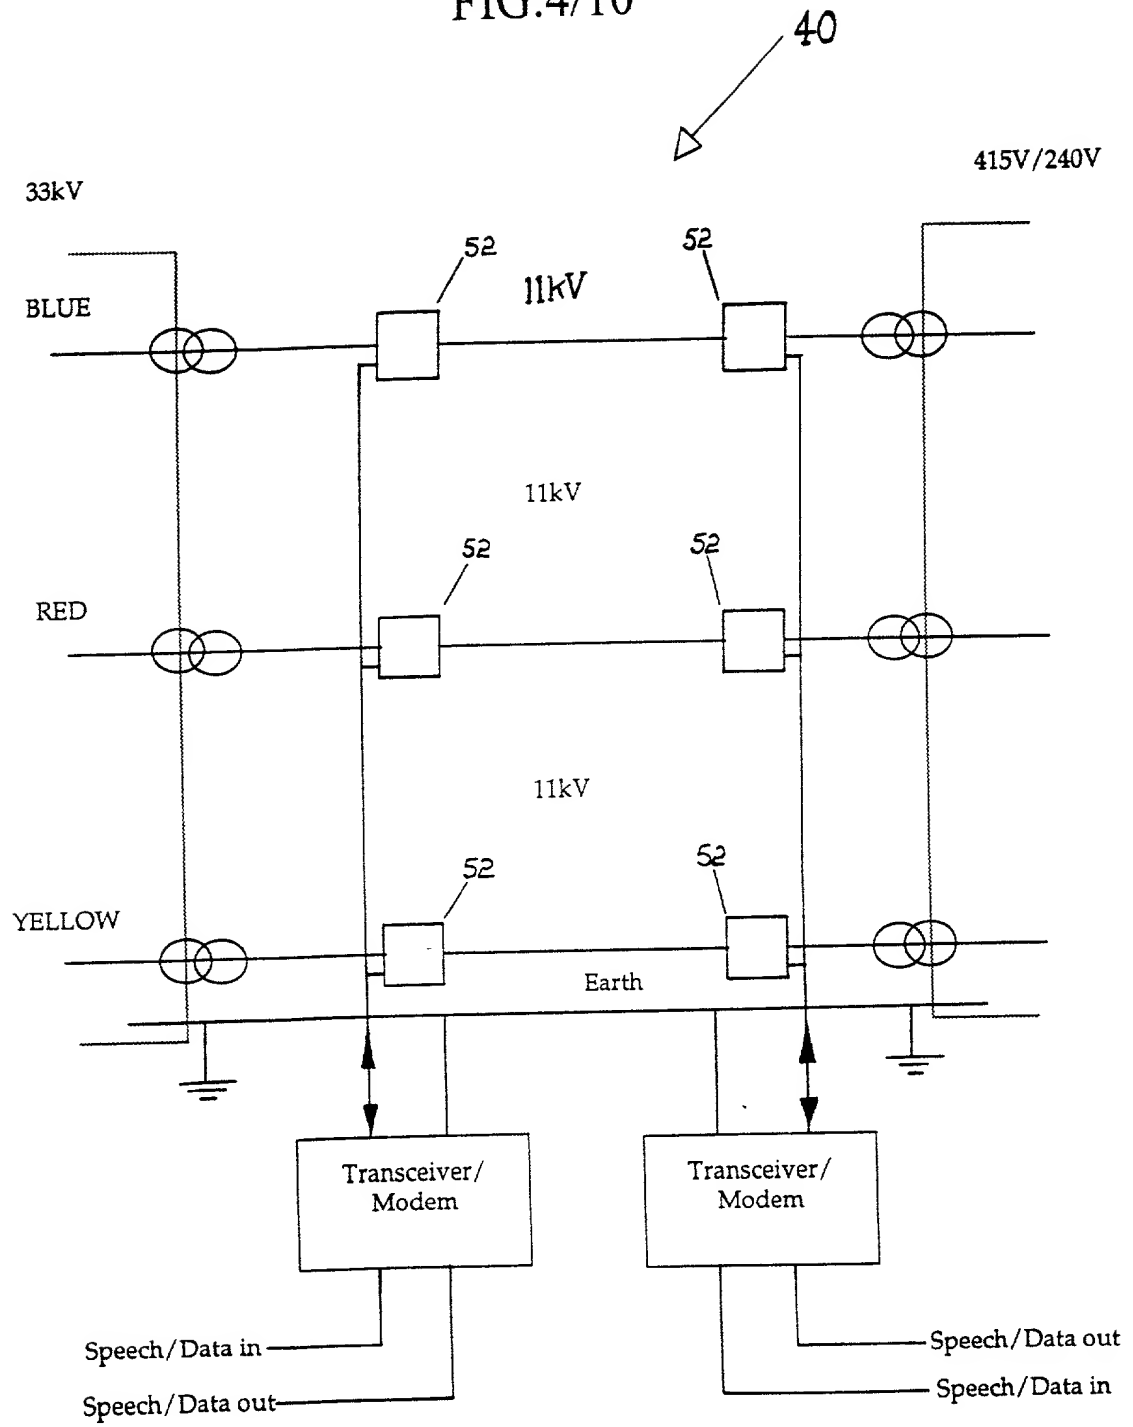 FIG.4/10
40
33kV
415V/240V
52
52
11kV
BLUE
11kV
52
52
RED
11kV
52
52
YELLOW
Earth
Transceiver/
Modem
Transceiver/
Modem
Speech/Data in
Speech/Data out
Speech/Data out
Speech/Data in